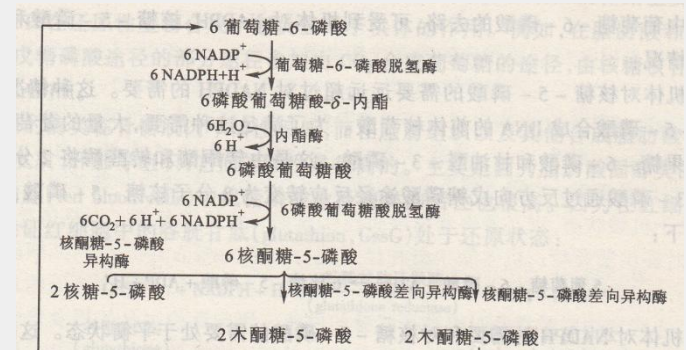 6 葡萄糖-6-磷酸
6 NADP⁺
葡萄糖-6-磷酸脱氢酶
6 NADPH+H⁺
6磷酸葡萄糖酸-δ-内酯
6H₂O
内酯酶
6 H⁺
6磷酸葡萄糖酸
6 NADP⁺
6磷酸葡萄糖酸脱氢酶
6CO₂+6 H⁺+6 NADPH
核酮糖-5-磷酸
异构酶
6核酮糖-5-磷酸
2核糖-5-磷酸
核酮糖-5-磷酸差向异构酶
核酮糖-5-磷酸差向异构酶
2木酮糖-5-磷酸
2 木酮糖-5-磷酸